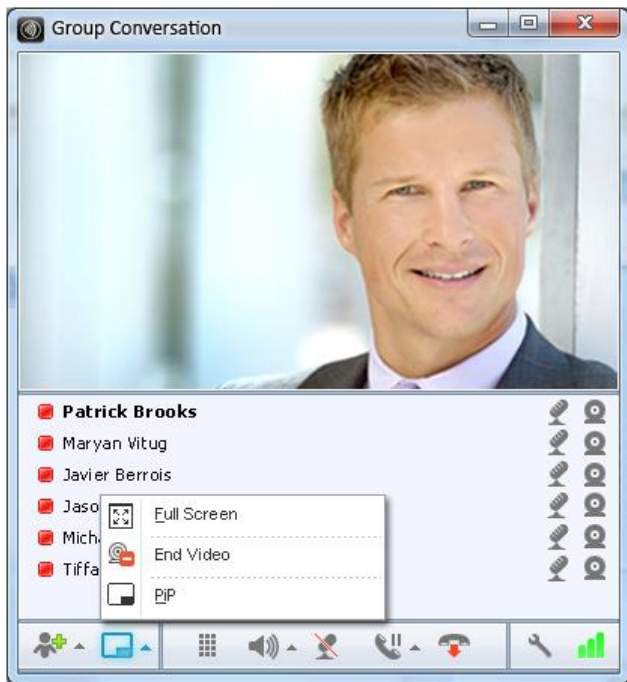 Group Conversation
Patrick Brooks
Maryan Vitug
Javier Berrois
Jaso
Full Screen
Mich
End Video
Tiffa
PiP